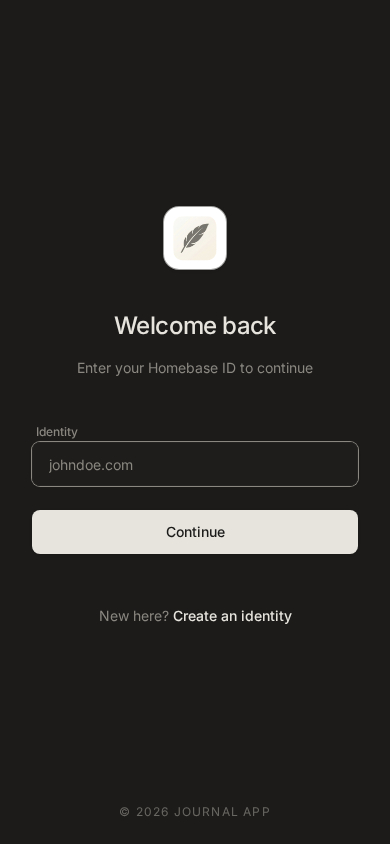 Welcome back
Enter your Homebase ID to continue
Identity
johndoe.com
Continue
New here? Create an identity
© 2026 JOURNAL APP